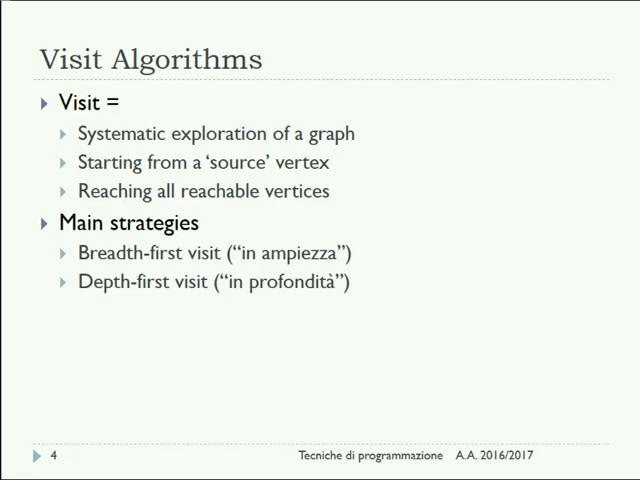 Visit Algorithms
Visit =
Systematic exploration of a graph
Starting from a ‘source’ vertex
Reaching all reachable vertices
Main strategies
Breadth-first visit (“in ampiezza”)
Depth-first visit (“in profondità”)
4
Tecniche di programmazione A.A. 2016/2017